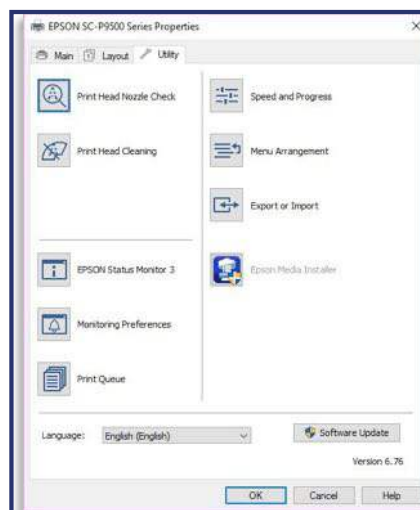 EPSON SC-P9500 Series Properties
Main
Layout
Utility
Print Head Nozzle Check
Speed and Progress
Print Head Cleaning
Menu Arrangement
Export or Import
EPSON Status Monitor 3
Epson Media Installer
Monitoring Preferences
Print Queue
Language:
English (English)
Software Update
Version 6.76
OK
Cancel
Help